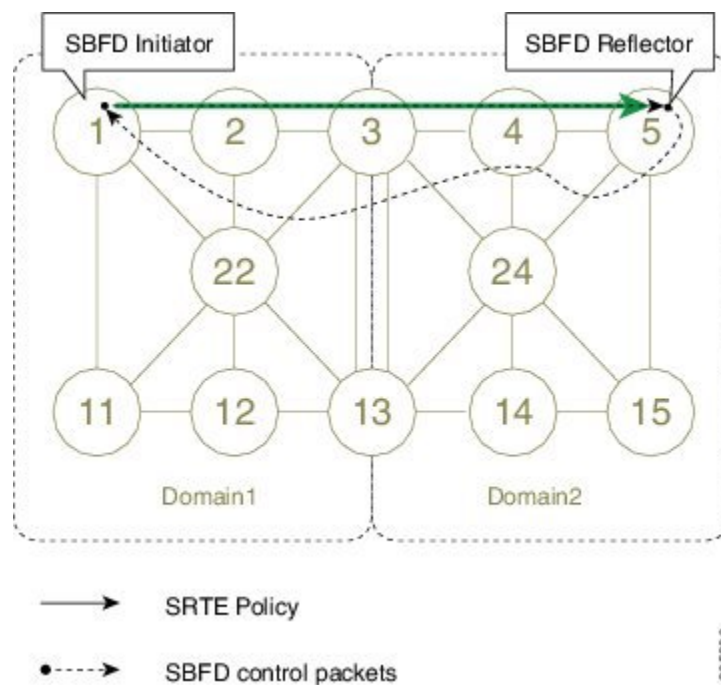 SBFD Initiator
SBFD Reflector
1
2
3
4
5
22
24
11
12
13
14
15
Domain1
Domain2
SRTE Policy
SBFD control packets